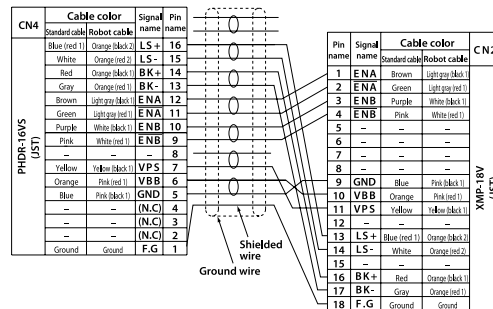 CN4
Cable color
Signal name
Pin name
Standard cable Robot cable
Blue (red 1) Orange (black 2) LS+ 16
White Orange (red 2) LS- 15
Red Orange (black 1) BK+ 14
Gray Orange (red 1) BK- 13
Brown Light gray (black 1) ENA 12
Green Light gray (red 1) ENA 11
Purple White (black 1) ENB 10
Pink White (red 1) ENB 9
– – – 8
Yellow Yellow (black 1) VPS 7
Orange Pink (red 1) VBB 6
Blue Pink (black 1) GND 5
– – (N.C) 4
– – (N.C) 3
– – (N.C) 2
Ground Ground F.G 1
PHDR-16VS
(JST)
Shielded
wire
Ground wire
Pin name
Signal name
Cable color
CN2
Standard cable Robot cable
1 ENA Brown Light gray (black 1)
2 ENA Green Light gray (red 1)
3 ENB Purple White (black 1)
4 ENB Pink White (red 1)
5 – – –
6 – – –
7 – – –
8 – – –
9 GND Blue Pink (black 1)
10 VBB Orange Pink (red 1)
11 VPS Yellow Yellow (black 1)
12 – – –
13 LS+ Blue (red 1) Orange (black 2)
14 LS- White Orange (red 2)
15 – – –
16 BK+ Red Orange (black 1)
17 BK- Gray Orange (red 1)
18 F.G Ground Ground
XMP-18V
(JST)